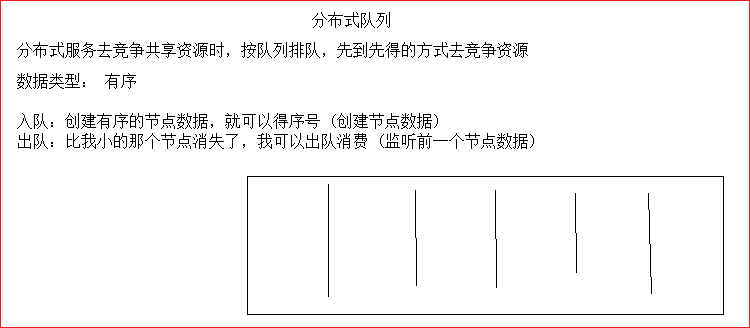 分布式队列
分布式服务去竞争共享资源时，按队列排队，先到先得的方式去竞争资源
数据类型： 有序
入队：创建有序的节点数据，就可以得序号（创建节点数据）
出队：比我小的那个节点消失了，我可以出队消费（监听前一个节点数据）